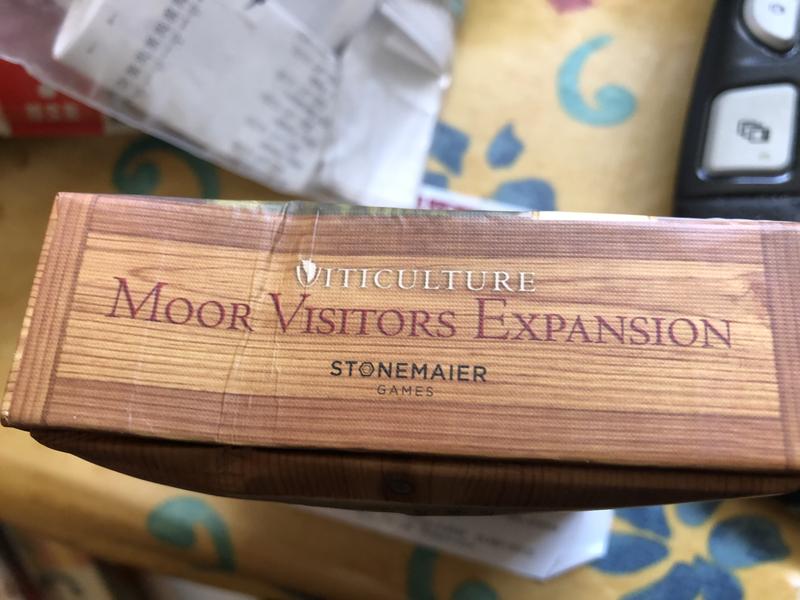 VITICULTURE
MOOR VISITORS EXPANSION
STONEMAIER
GAMES